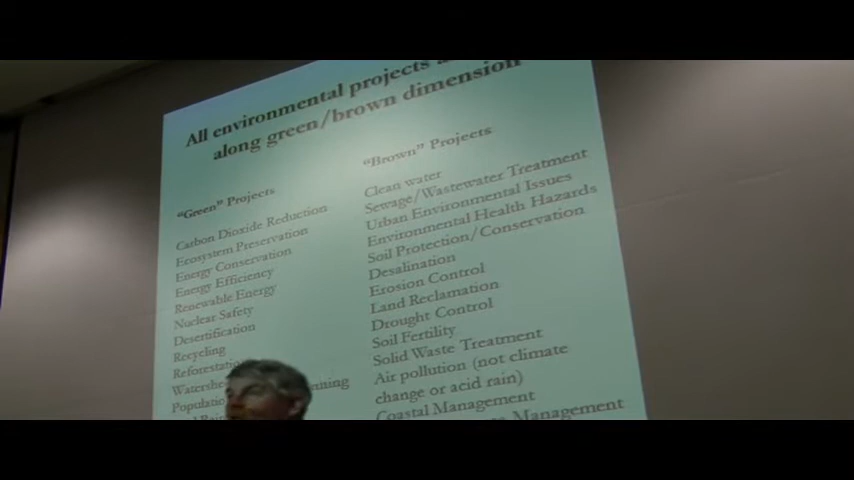 All environmental projects
along green/brown dimension
"Green" Projects
Carbon Dioxide Reduction
Ecosystem Preservation
Energy Conservation
Energy Efficiency
Renewable Energy
Nuclear Safety
Desertification
Recycling
Reforestation
Population
"Brown" Projects
Clean water
Sewage/Wastewater Treatment
Urban Environmental Issues
Environmental Health Hazards
Soil Protection/Conservation
Desalination
Erosion Control
Land Reclamation
Drought Control
Soil Fertility
Solid Waste Treatment
Air pollution (not climate
change or acid rain)
Coastal Management
Management